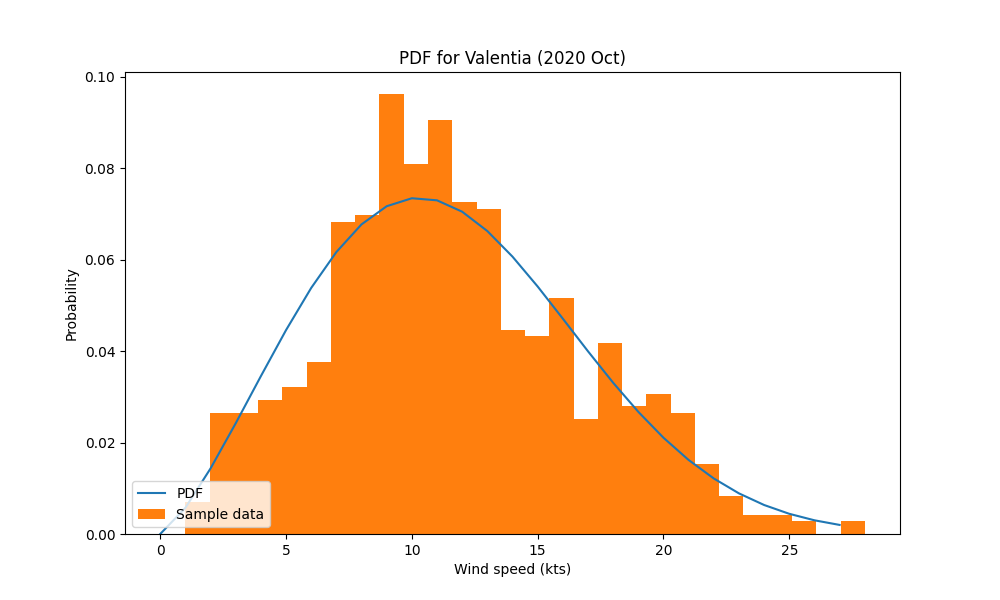 PDF for Valentia (2020 Oct)
Probability
0.10
0.08
0.06
0.04
0.02
0.00
PDF
Sample data
0 5 10 15 20 25
Wind speed (kts)